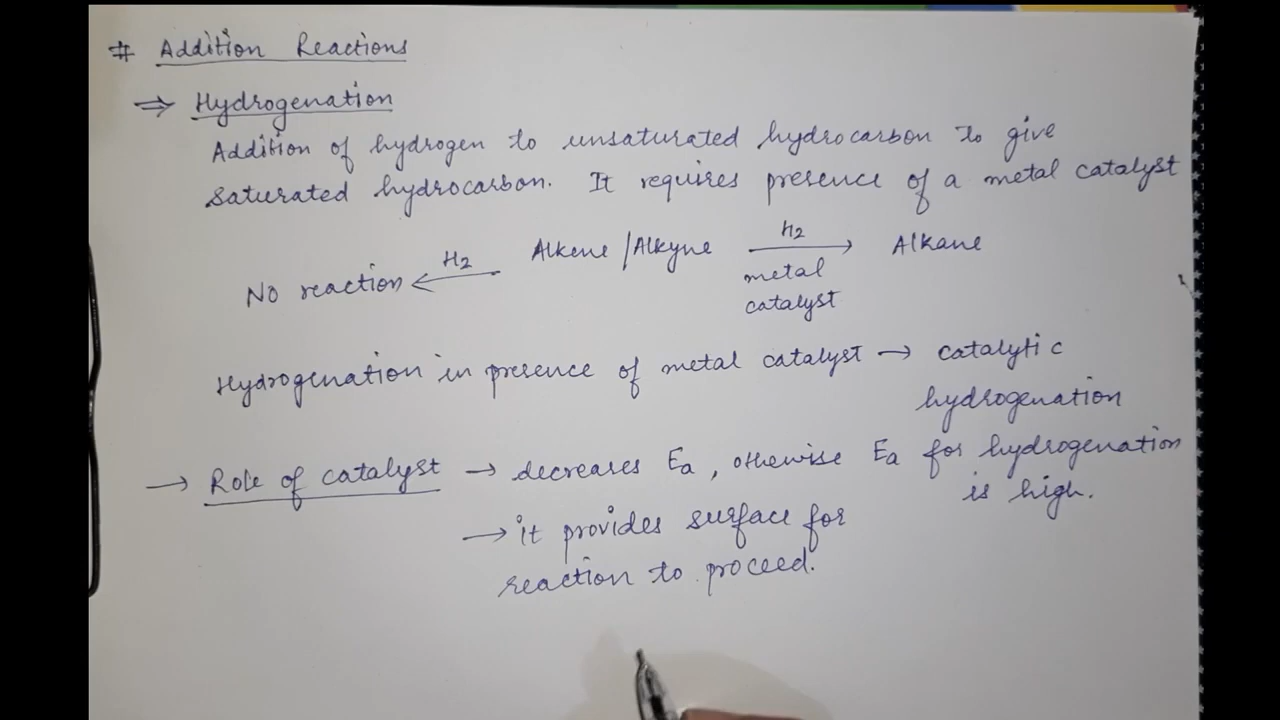 # Addition Reactions
⇒ Hydrogenation
Addition of hydrogen to unsaturated hydrocarbon to give
saturated hydrocarbon. It requires presence of a metal catalyst
No reaction ← H2 Alkene/Alkyne H2 → Alkane
metal
catalyst
Hydrogenation in presence of metal catalyst → catalytic
hydrogenation
→ Role of catalyst → decreases Ea, othewise Ea for hydrogenation
is high.
→ it provides surface for
reaction to proceed.